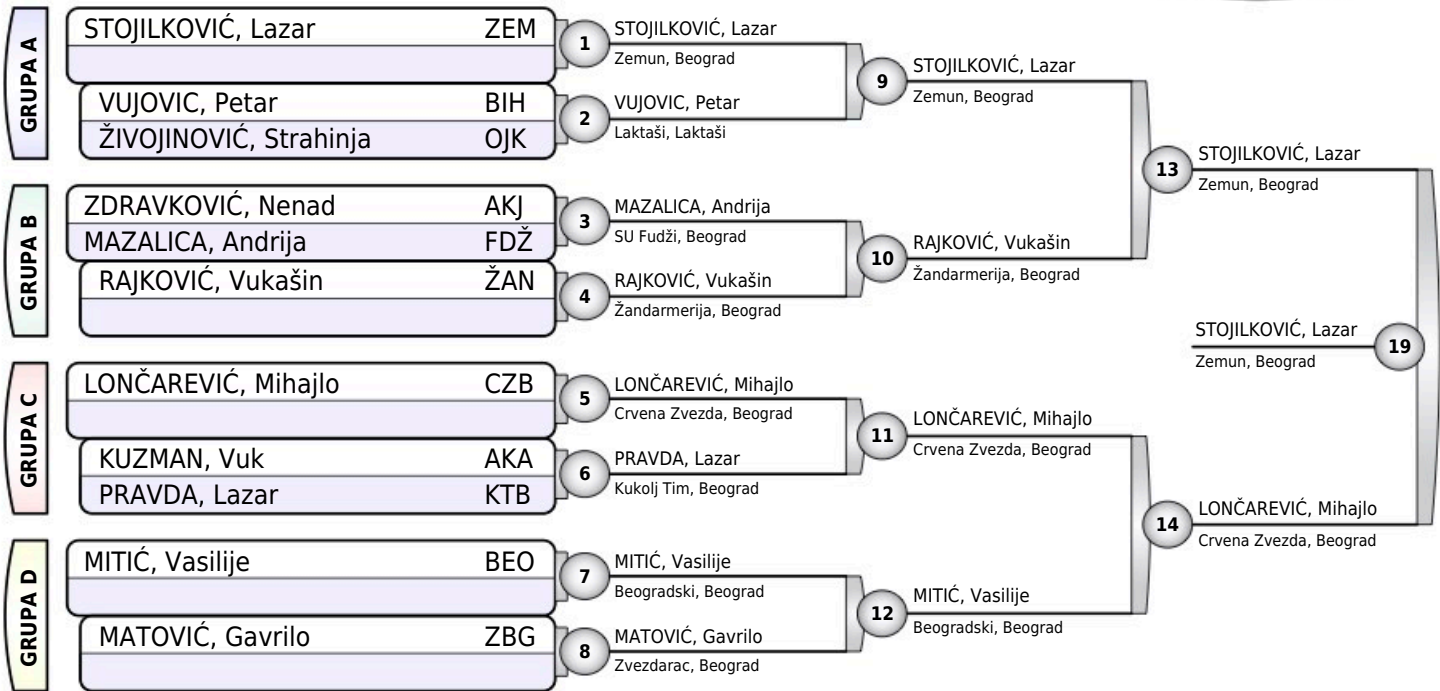 GRUPA A
STOJILKOVIĆ, Lazar ZEM
VUJOVIC, Petar BIH
ŽIVOJINOVIĆ, Strahinja OJK
GRUPA B
ZDRAVKOVIĆ, Nenad AKJ
MAZALICA, Andrija FDŽ
RAJKOVIĆ, Vukašin ŽAN
GRUPA C
LONČAREVIĆ, Mihajlo CZB
KUZMAN, Vuk AKA
PRAVDA, Lazar KTB
GRUPA D
MITIĆ, Vasilije BEO
MATOVIĆ, Gavrilo ZBG
1
STOJILKOVIĆ, Lazar
Zemun, Beograd
2
VUJOVIC, Petar
Laktaši, Laktaši
3
MAZALICA, Andrija
SU Fudži, Beograd
4
RAJKOVIĆ, Vukašin
Žandarmerija, Beograd
5
LONČAREVIĆ, Mihajlo
Crvena Zvezda, Beograd
6
PRAVDA, Lazar
Kukolj Tim, Beograd
7
MITIĆ, Vasilije
Beogradski, Beograd
8
MATOVIĆ, Gavrilo
Zvezdarac, Beograd
9
STOJILKOVIĆ, Lazar
Zemun, Beograd
10
RAJKOVIĆ, Vukašin
Žandarmerija, Beograd
11
LONČAREVIĆ, Mihajlo
Crvena Zvezda, Beograd
12
MITIĆ, Vasilije
Beogradski, Beograd
13
STOJILKOVIĆ, Lazar
Zemun, Beograd
14
LONČAREVIĆ, Mihajlo
Crvena Zvezda, Beograd
STOJILKOVIĆ, Lazar
Zemun, Beograd
19